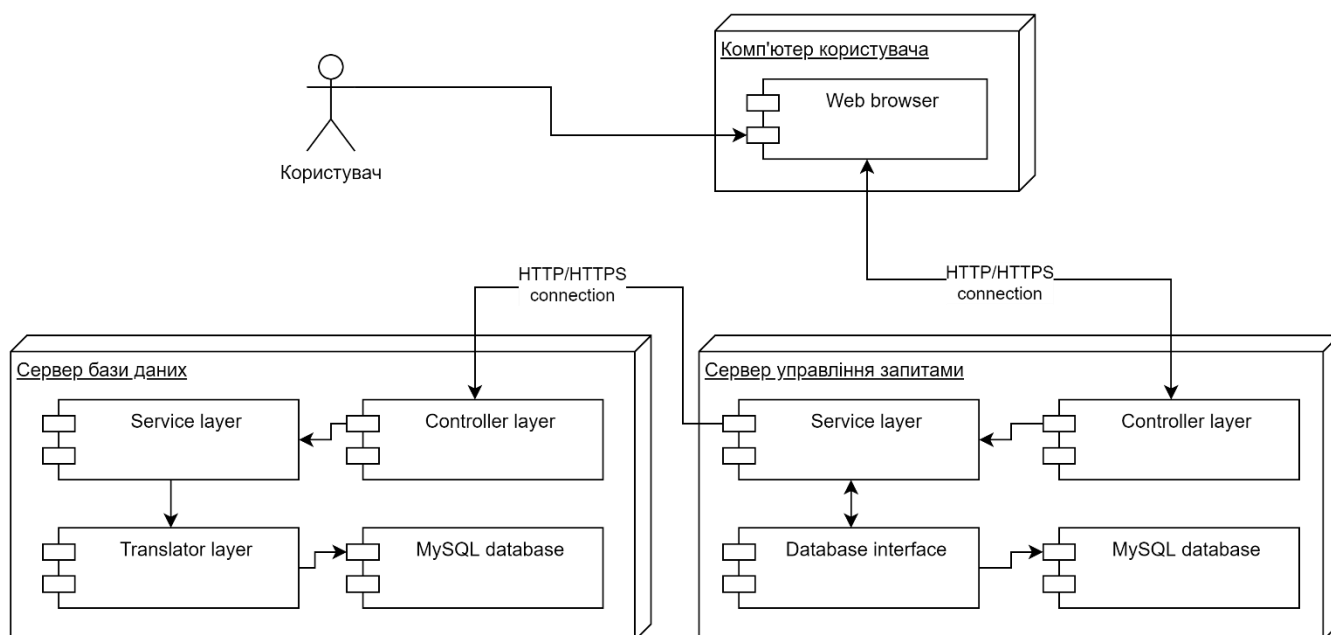 Комп'ютер користувача
Web browser
Користувач
HTTP/HTTPS
connection
HTTP/HTTPS
connection
Сервер бази даних
Service layer
Controller layer
Translator layer
MySQL database
Сервер управління запитами
Service layer
Controller layer
Database interface
MySQL database